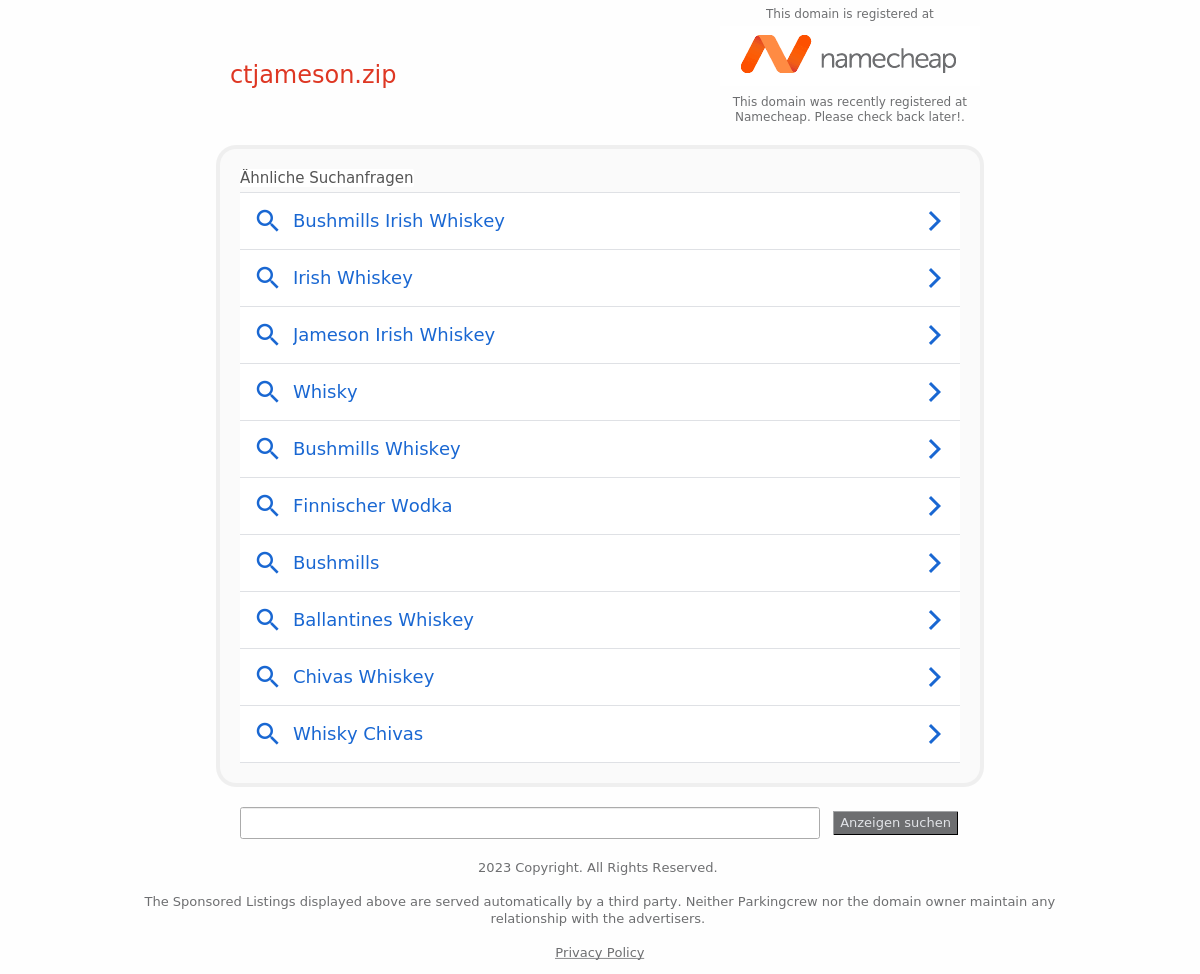 This domain is registered at
namecheap
ctjameson.zip
This domain was recently registered at
Namecheap. Please check back later!.
Ähnliche Suchanfragen
Bushmills Irish Whiskey
Irish Whiskey
Jameson Irish Whiskey
Whisky
Bushmills Whiskey
Finnischer Wodka
Bushmills
Ballantines Whiskey
Chivas Whiskey
Whisky Chivas
Anzeigen suchen
2023 Copyright. All Rights Reserved.
The Sponsored Listings displayed above are served automatically by a third party. Neither Parkingcrew nor the domain owner maintain any
relationship with the advertisers.
Privacy Policy